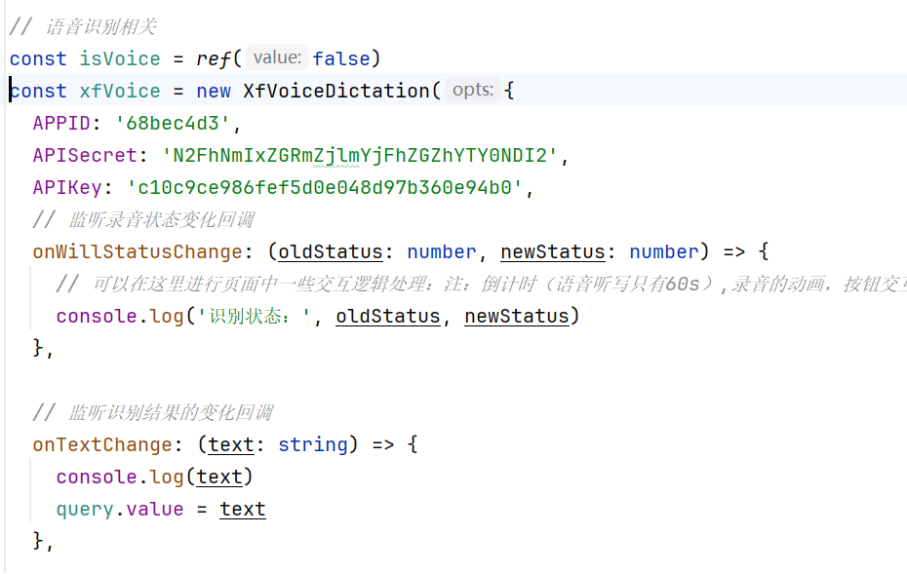 // 语音识别相关
const isVoice = ref( value: false)
const xfVoice = new XfVoiceDictation( opts: {
APPID: '68bec4d3',
APISecret: 'N2FhNmIxZGRmZjlmYjFhZGZhYTY0NDI2',
APIKey: 'c10c9ce986fef5d0e048d97b360e94b0',
// 监听录音状态变化回调
onWillStatusChange: (oldStatus: number, newStatus: number) => {
// 可以在这里进行页面中一些交互逻辑处理：注：倒计时（语音听写只有60s）,录音的动画，按钮交互
console.log('识别状态：', oldStatus, newStatus)
},
// 监听识别结果的变化回调
onTextChange: (text: string) => {
console.log(text)
query.value = text
},